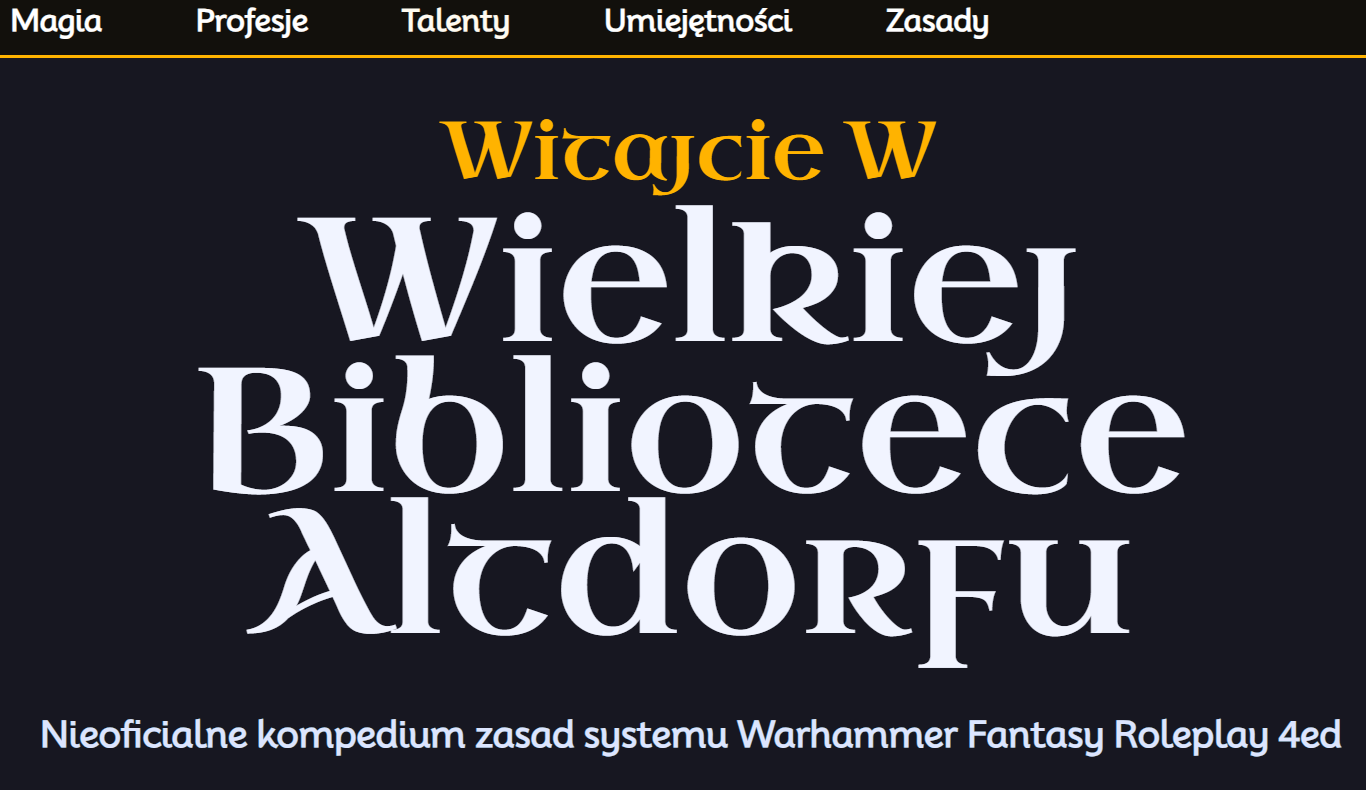 Magia Profesje Talenty Umiejętności Zasady
Witajcie W
Wielkiej
Bibliotece
Altdorfu
Nieoficialne kompedium zasad systemu Warhammer Fantasy Roleplay 4ed